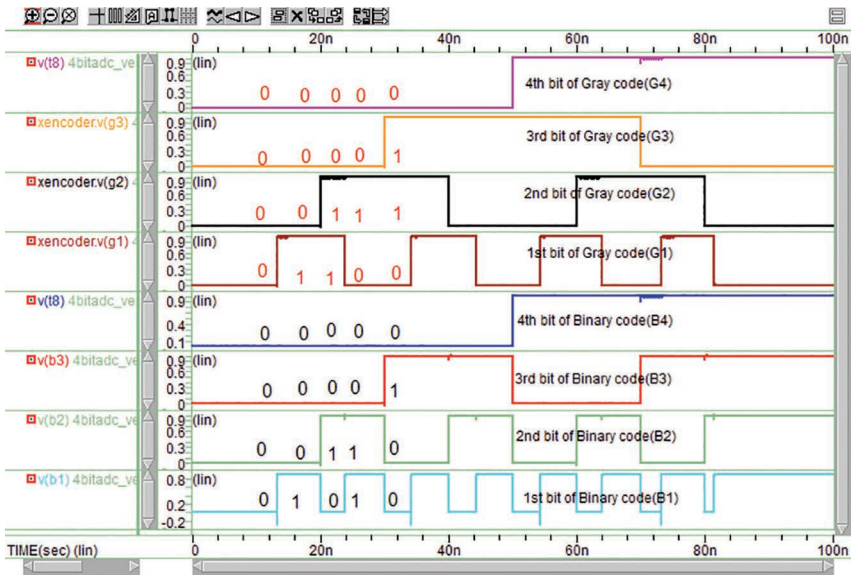 0 20n 40n 60n 80n 100n
v(t8) 4bitadc_ve
0.9 (lin)
0.6
0.3
0
0 0 0 0 0
4th bit of Gray code(G4)
xencoder.v(g3) 4
0.9 (lin)
0.6
0.3
0
0 0 0 0 1
3rd bit of Gray code(G3)
xencoder.v(g2) 4
0.9 (lin)
0.6
0.3
0
0 0 1 1 1
2nd bit of Gray code(G2)
xencoder.v(g1) 4
0.9 (lin)
0.6
0.3
0
0 1 1 0 0
1st bit of Gray code(G1)
v(t8) 4bitadc_ve
0.9 (lin)
0.4
0.1
0 0 0 0 0
4th bit of Binary code(B4)
v(b3) 4bitadc_ve
0.9 (lin)
0.6
0.3
0
0 0 0 0 1
3rd bit of Binary code(B3)
v(b2) 4bitadc_ve
0.9 (lin)
0.6
0.3
0
0 0 1 1 0
2nd bit of Binary code(B2)
v(b1) 4bitadc_ve
0.8 (lin)
0.2
-0.2
0 1 0 1 0
1st bit of Binary code(B1)
TIME(sec) (lin)
0 20n 40n 60n 80n 100n